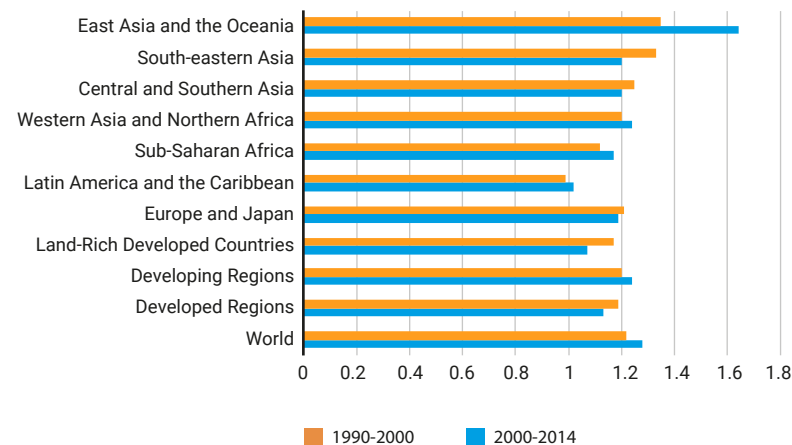 East Asia and the Oceania
South-eastern Asia
Central and Southern Asia
Western Asia and Northern Africa
Sub-Saharan Africa
Latin America and the Caribbean
Europe and Japan
Land-Rich Developed Countries
Developing Regions
Developed Regions
World
0 0.2 0.4 0.6 0.8 1 1.2 1.4 1.6 1.8
1990-2000 2000-2014